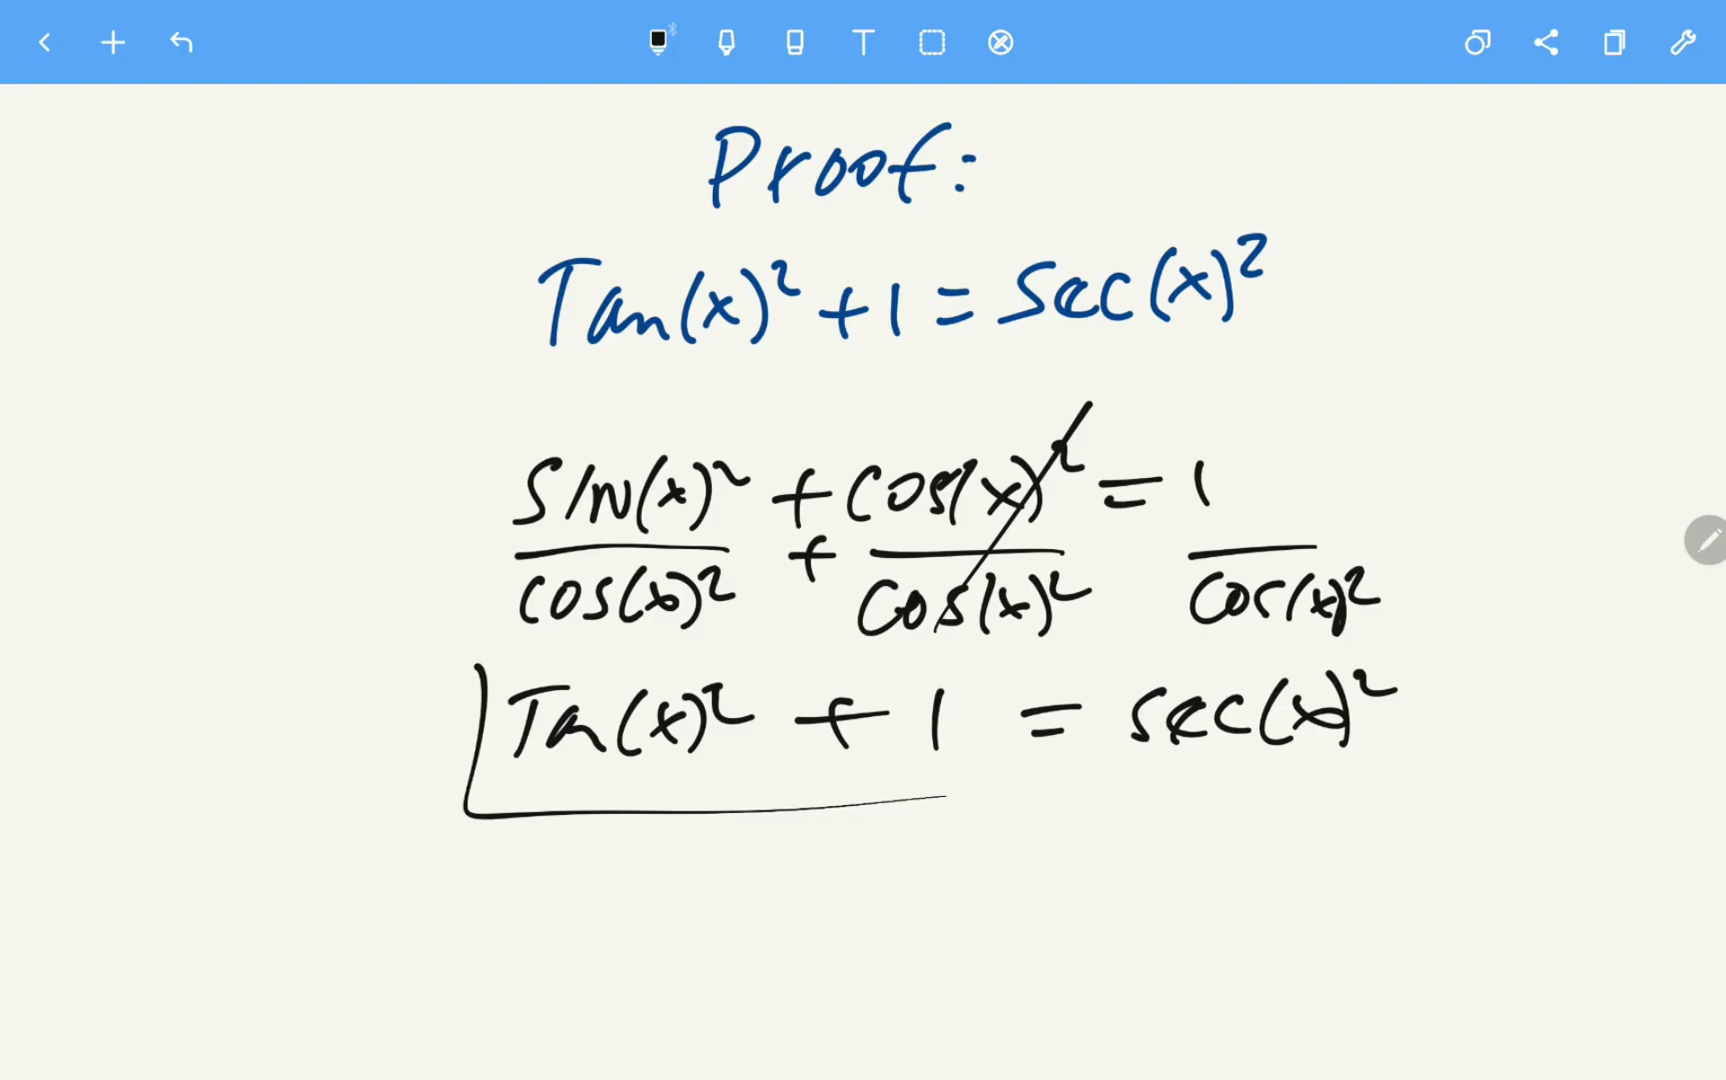 Proof:
Tan(x)² + 1 = Sec(x)²
Sin(x)² + Cos(x)² = 1
Cos(x)² + Cos(x)² Cos(x)²
Tan(x)² + 1 = Sec(x)²